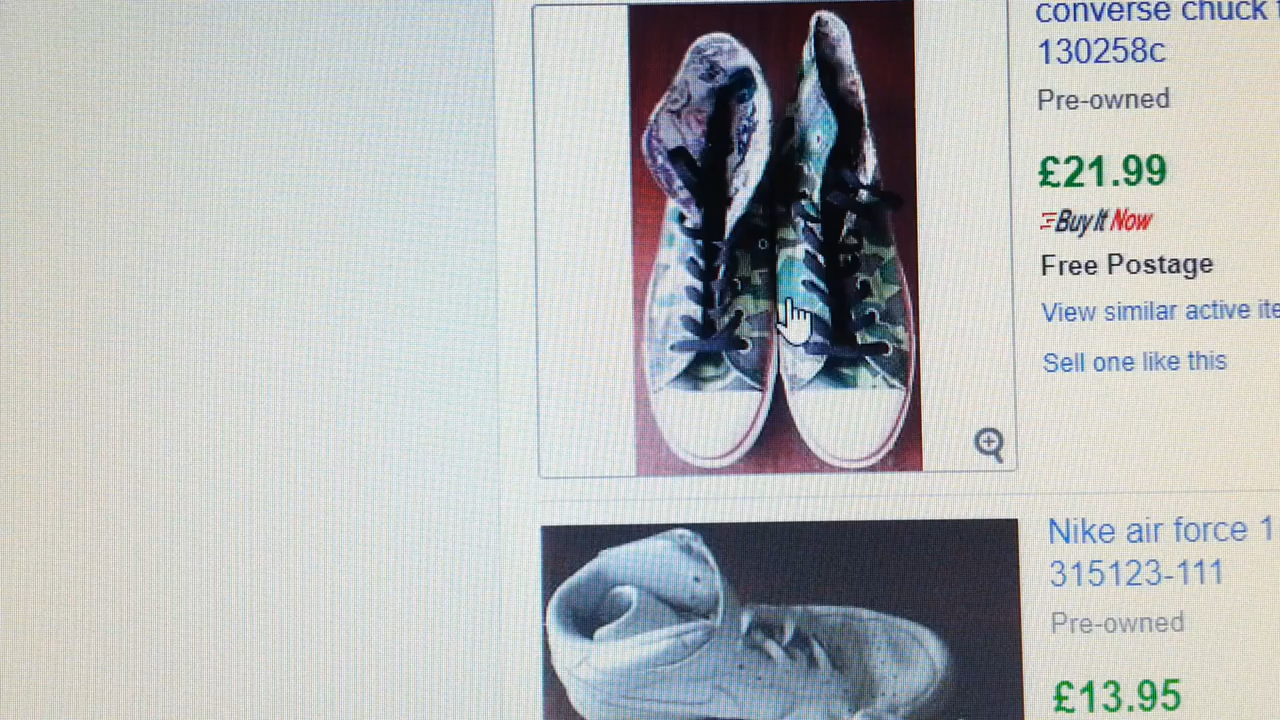 converse chuck
130258c
Pre-owned
£21.99
Buy It Now
Free Postage
View similar active
Sell one like this
Nike air force 1
315123-111
Pre-owned
£13.95